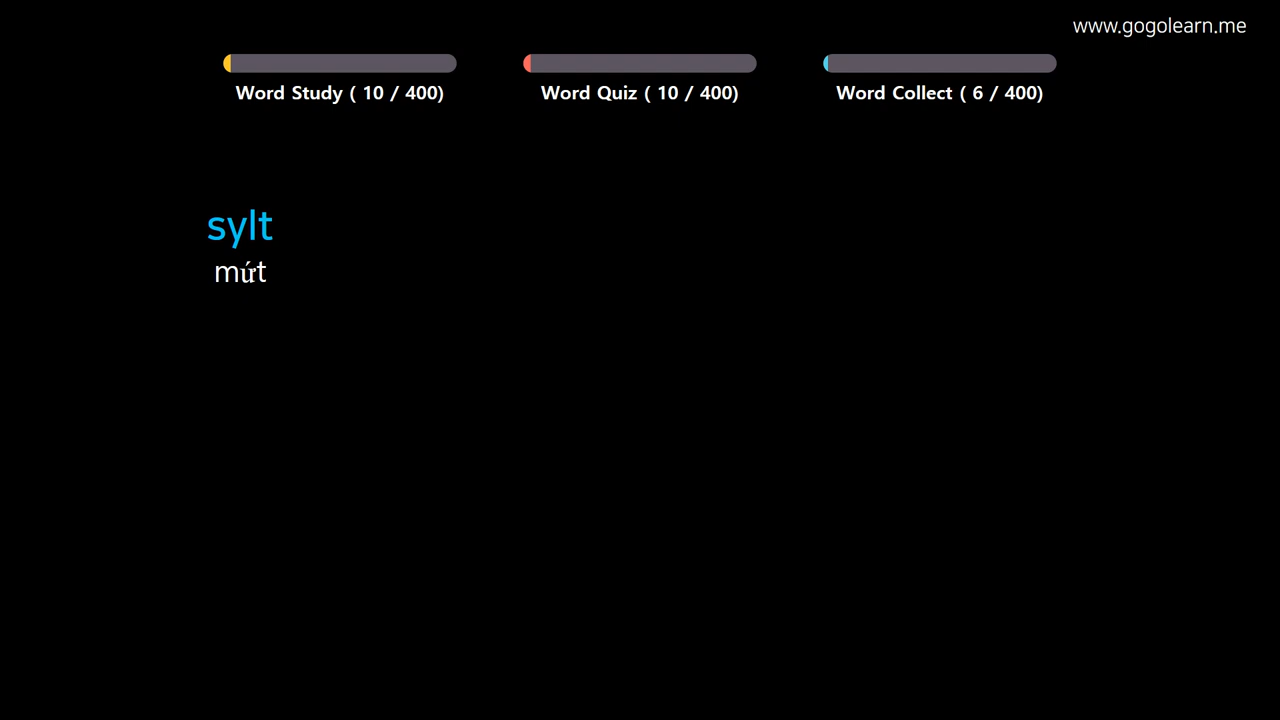 www.gogolearn.me
Word Study ( 10 / 400)
Word Quiz ( 10 / 400)
Word Collect ( 6 / 400)
sylt
mứt